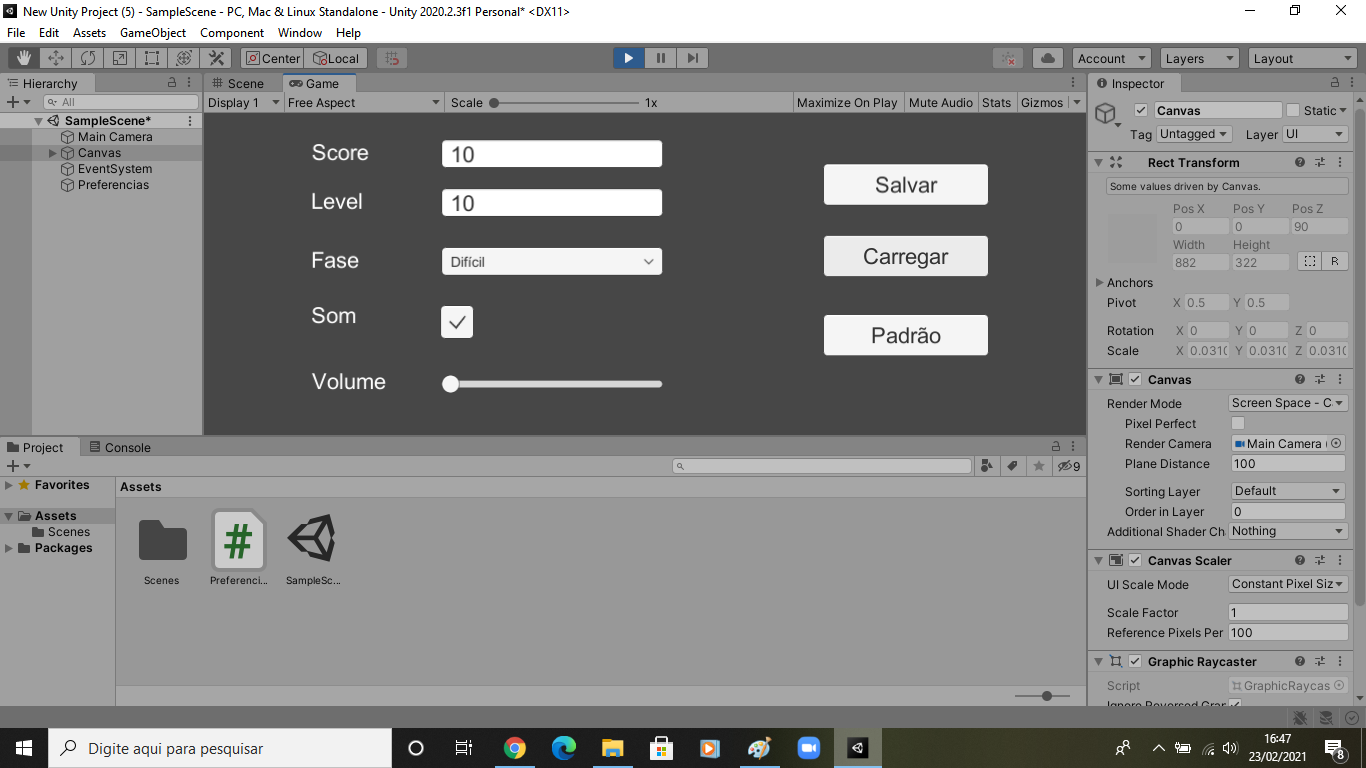 New Unity Project (5) - SampleScene - PC, Mac & Linux Standalone - Unity 2020.2.3f1 Personal* <DX11>
File Edit Assets GameObject Component Window Help
Center Local Account Layers Layout
Hierarchy
All
SampleScene*
Main Camera
Canvas
EventSystem
Preferencias
Scene Game
Display 1 Free Aspect Scale 1x Maximize On Play Mute Audio Stats Gizmos
Score 10
Level 10
Fase Difícil
Som
Volume
Salvar
Carregar
Padrão
Project Console
9
Favorites
Assets
Scenes
Packages
Assets
Scenes Preferenci... SampleSc...
Inspector
Canvas Static
Tag Untagged Layer UI
Rect Transform
Some values driven by Canvas.
Pos X Pos Y Pos Z
0 0 90
Width Height
882 322 R
Anchors
Pivot X 0.5 Y 0.5
Rotation X 0 Y 0 Z 0
Scale X 0.0310 Y 0.0310 Z 0.0310
Canvas
Render Mode Screen Space - C
Pixel Perfect
Render Camera Main Camera
Plane Distance 100
Sorting Layer Default
Order in Layer 0
Additional Shader Ch Nothing
Canvas Scaler
UI Scale Mode Constant Pixel Siz
Scale Factor 1
Reference Pixels Per 100
Graphic Raycaster
Script GraphicRaycas
Ignore Reversed Grap
Digite aqui para pesquisar
16:47
23/02/2021
8